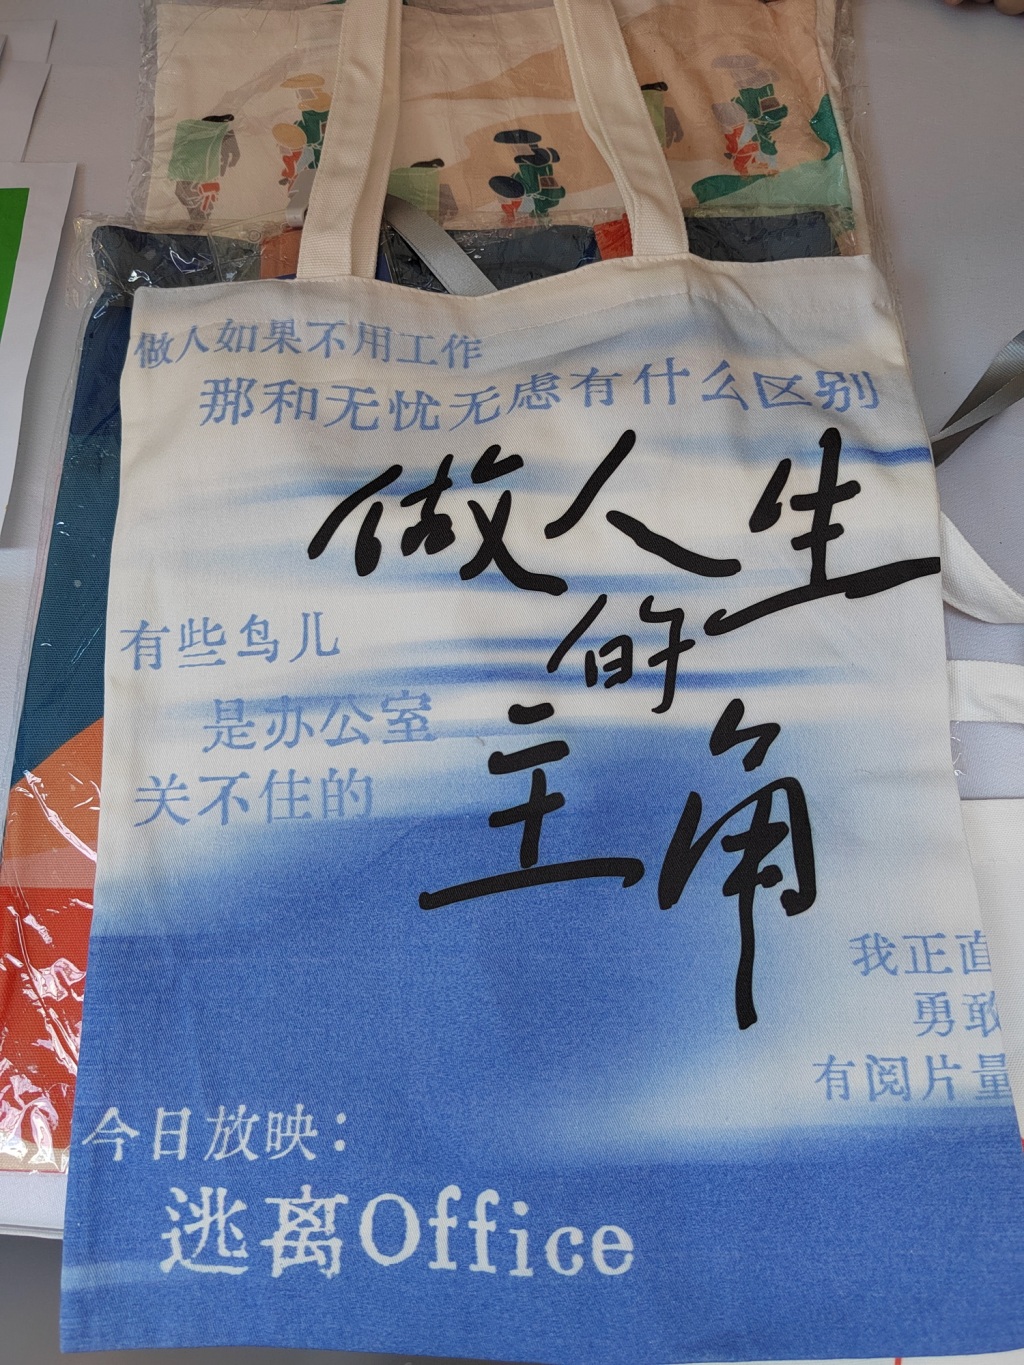 做人如果不用工作
那和无忧无虑有什么区别
做人生
的
主角
有些鸟儿
是办公室
关不住的
我正直
勇敢
有阅片量
今日放映：
逃离Office